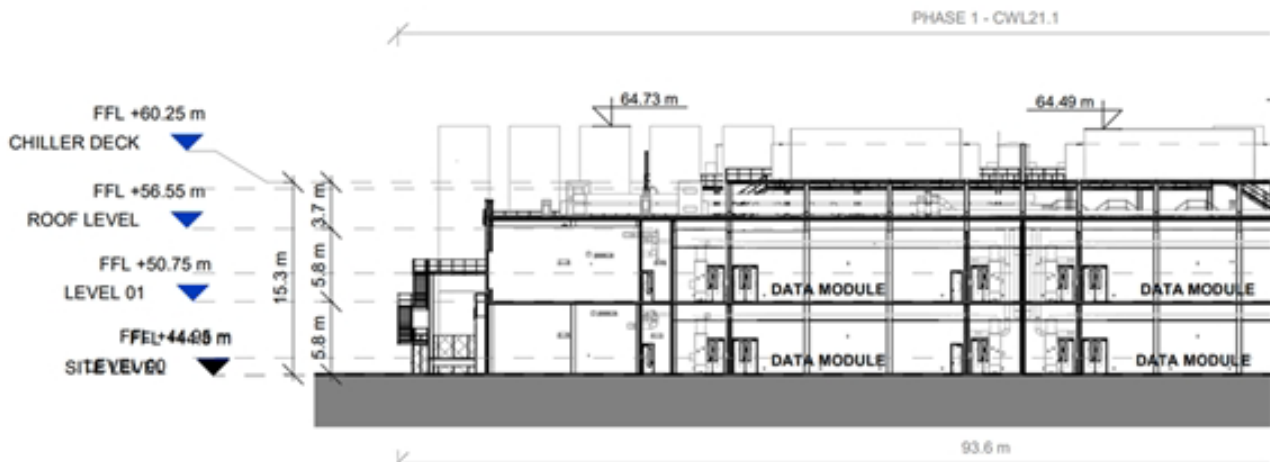 PHASE 1 - CWL21.1
64.73 m
64.49 m
FFL +60.25 m
CHILLER DECK
FFL +56.55 m
ROOF LEVEL
3.7 m
FFL +50.75 m
LEVEL 01
15.3 m
5.8 m
DATA MODULE
DATA MODULE
5.8 m
DATA MODULE
DATA MODULE
93.6 m